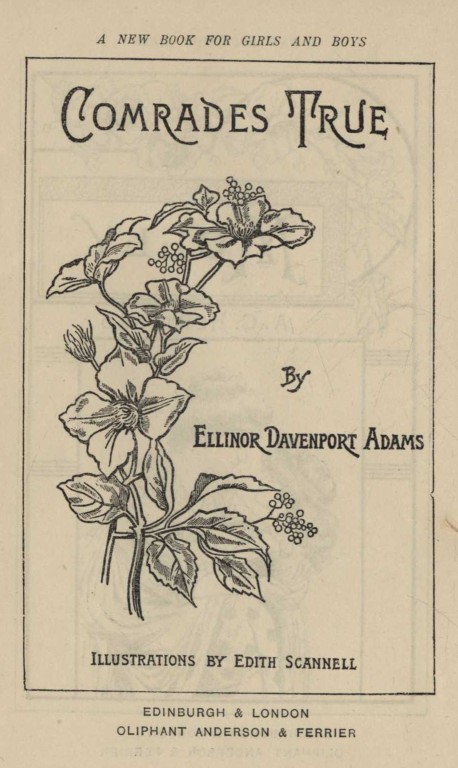 A NEW BOOK FOR GIRLS AND BOYS
COMRADES TRUE
By
ELLINOR DAVENPORT ADAMS
ILLUSTRATIONS BY EDITH SCANNELL
EDINBURGH & LONDON
OLIPHANT ANDERSON & FERRIER